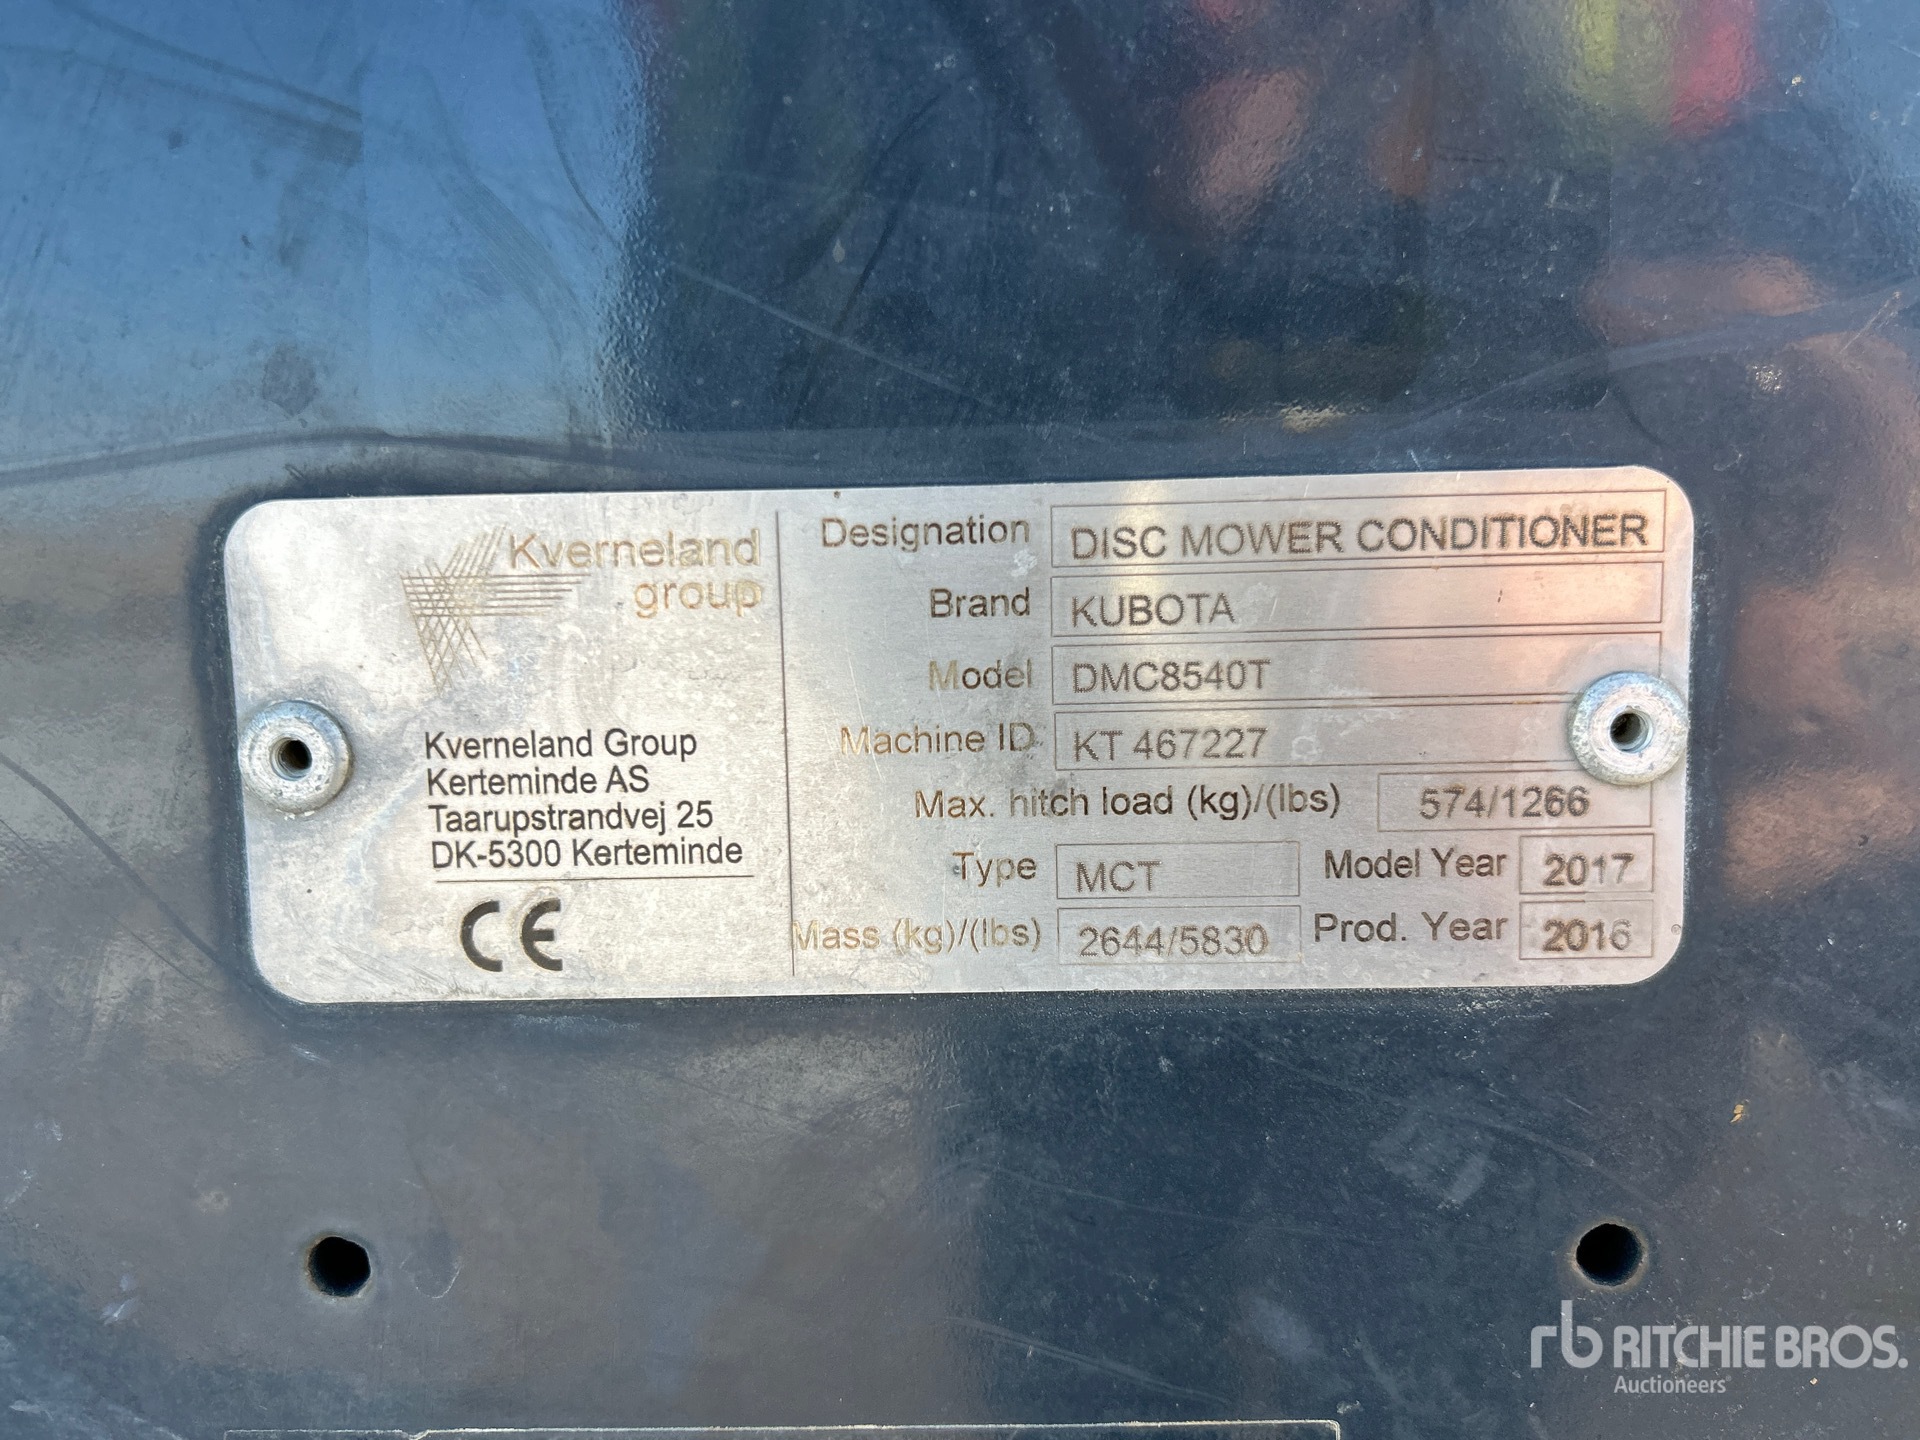 Kverneland
group
Kverneland Group
Kerteminde AS
Taarupstrandvej 25
DK-5300 Kerteminde
CE
Designation DISC MOWER CONDITIONER
Brand KUBOTA
Model DMC8540T
Machine ID KT 467227
Max. hitch load (kg)/(lbs) 574/1266
Type MCT Model Year 2017
Mass (kg)/(lbs) 2644/5830 Prod. Year 2016
rb RITCHIE BROS.
Auctioneers